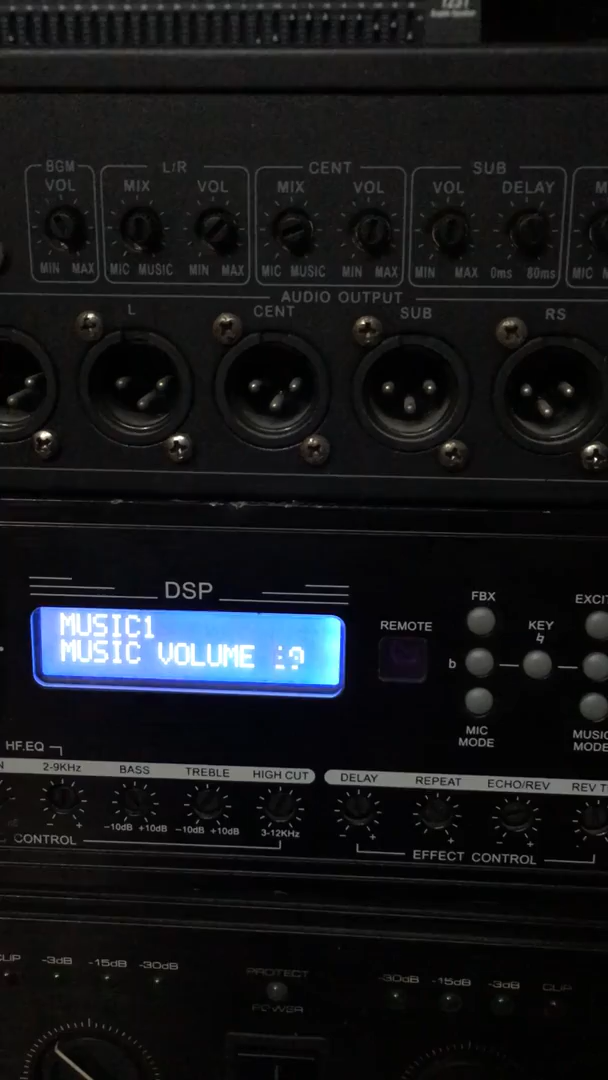 1231
BGM
L/R
CENT
SUB
VOL
MIX
VOL
MIX
VOL
VOL
DELAY
MIN MAX
MIC MUSIC
MIN MAX
MIC MUSIC
MIN MAX
MIN MAX
0ms 80ms
MIC
AUDIO OUTPUT
L
CENT
SUB
RS
DSP
MUSIC1
MUSIC VOLUME
REMOTE
FBX
KEY
b
MIC
MODE
MUSIC
MODE
HF.EQ
2-9KHz
BASS
TREBLE
HIGH CUT
DELAY
REPEAT
ECHO/REV
REV
-10dB +10dB
-10dB +10dB
3-12KHz
CONTROL
EFFECT CONTROL
-3dB
-15dB
-30dB
PROTECT
POWER
-30dB
-15dB
-3dB
CLIP